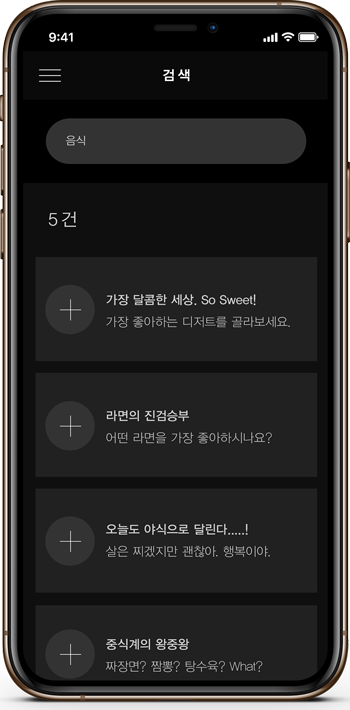 9:41
검색
음식
5건
가장 달콤한 세상. So Sweet!
가장 좋아하는 디저트를 골라보세요.
라면의 진검승부
어떤 라면을 가장 좋아하시나요?
오늘도 야식으로 달린다.....!
살은 찌겠지만 괜찮아. 행복이야.
중식계의 왕중왕
짜장면? 짬뽕? 탕수육? What?